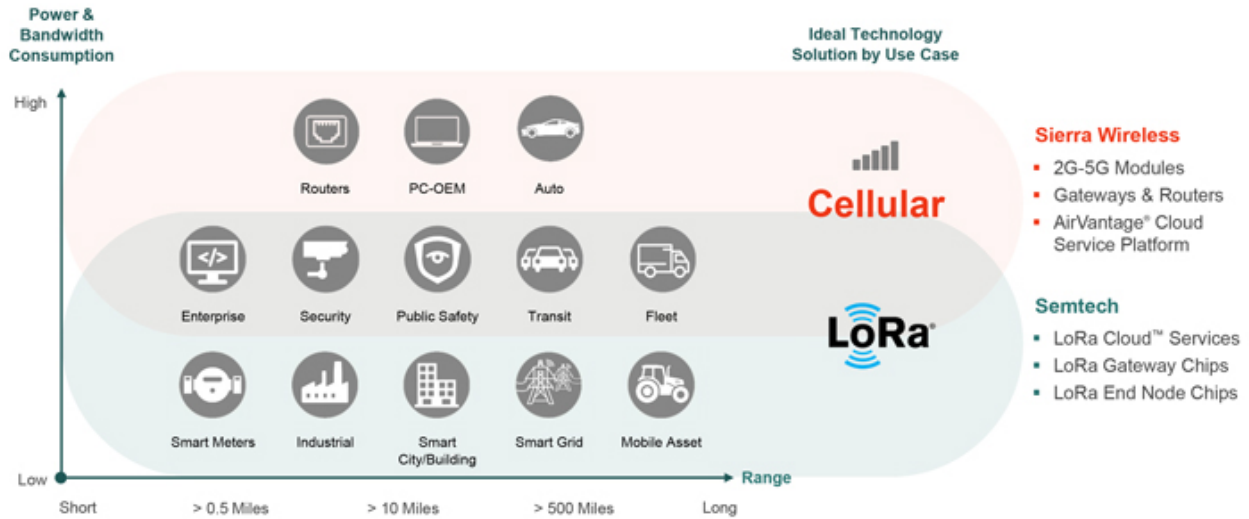 Power &
Bandwidth
Consumption
Ideal Technology
Solution by Use Case
High
Routers
PC-OEM
Auto
Cellular
Sierra Wireless
▪ 2G-5G Modules
▪ Gateways & Routers
▪ AirVantage® Cloud
Service Platform
</>
Enterprise
Security
Public Safety
Transit
Fleet
LoRa®
Semtech
▪ LoRa Cloud™ Services
▪ LoRa Gateway Chips
▪ LoRa End Node Chips
Smart Meters
Industrial
Smart
City/Building
Smart Grid
Mobile Asset
Low
Range
Short
> 0.5 Miles
> 10 Miles
> 500 Miles
Long